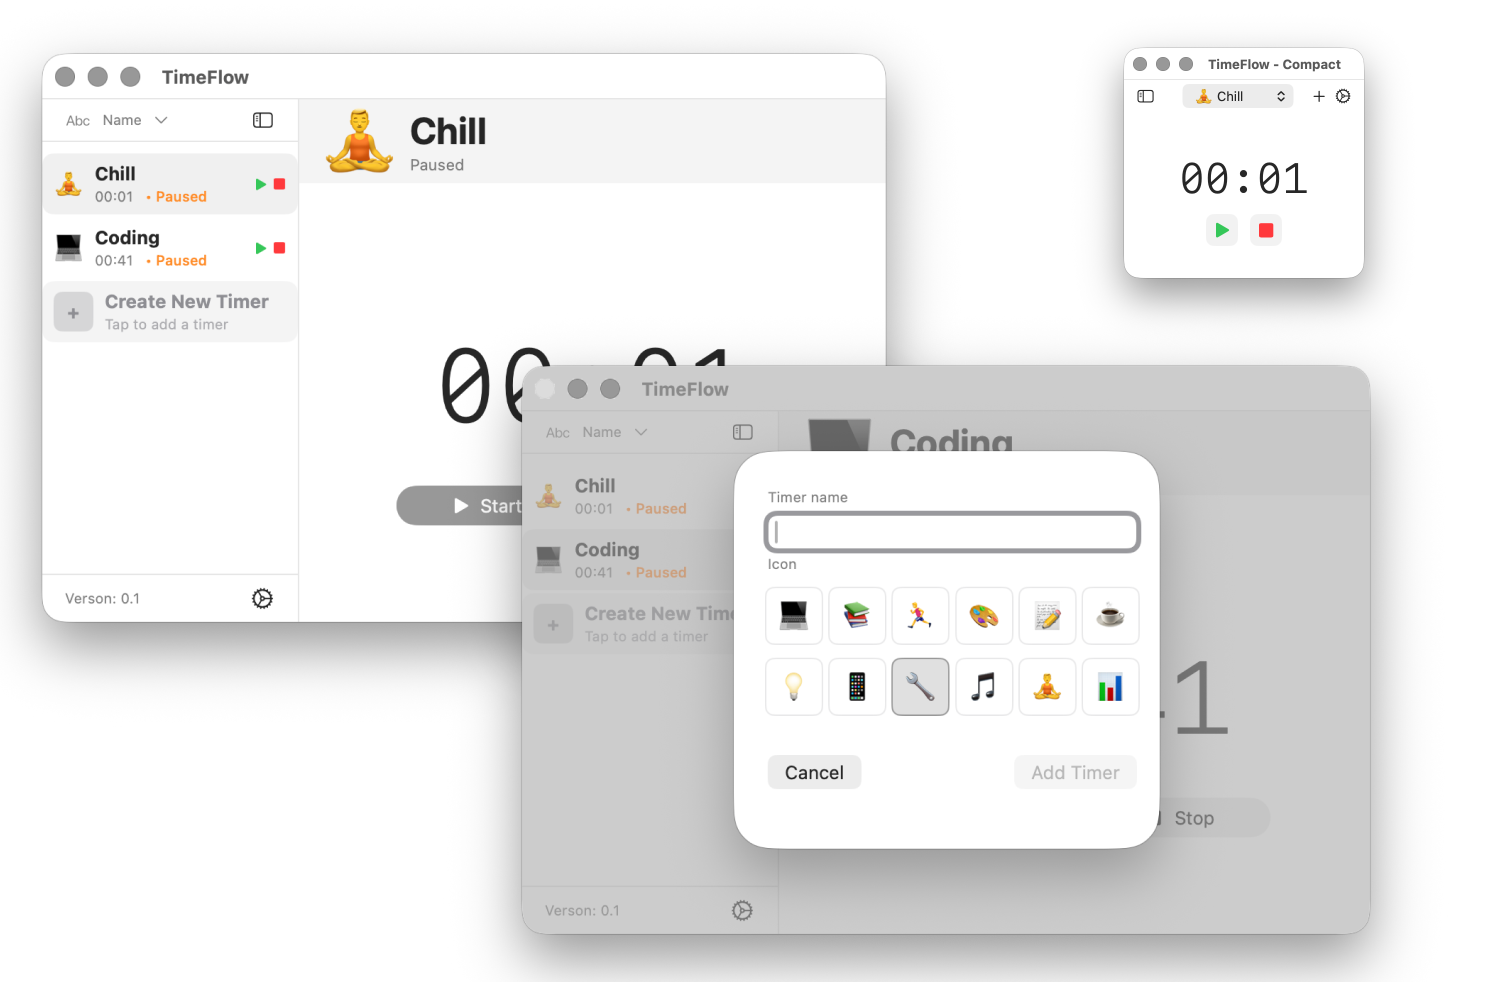 TimeFlow
Abc Name
Chill
00:01 • Paused
Coding
00:41 • Paused
+
Create New Timer
Tap to add a timer
Verson: 0.1
Chill
Paused
00:01
Start
TimeFlow - Compact
Chill
+
00:01
TimeFlow
Abc Name
Chill
00:01 • Paused
Coding
00:41 • Paused
+
Create New Time
Tap to add a timer
Verson: 0.1
Coding
1
Stop
Timer name
Icon
Cancel
Add Timer